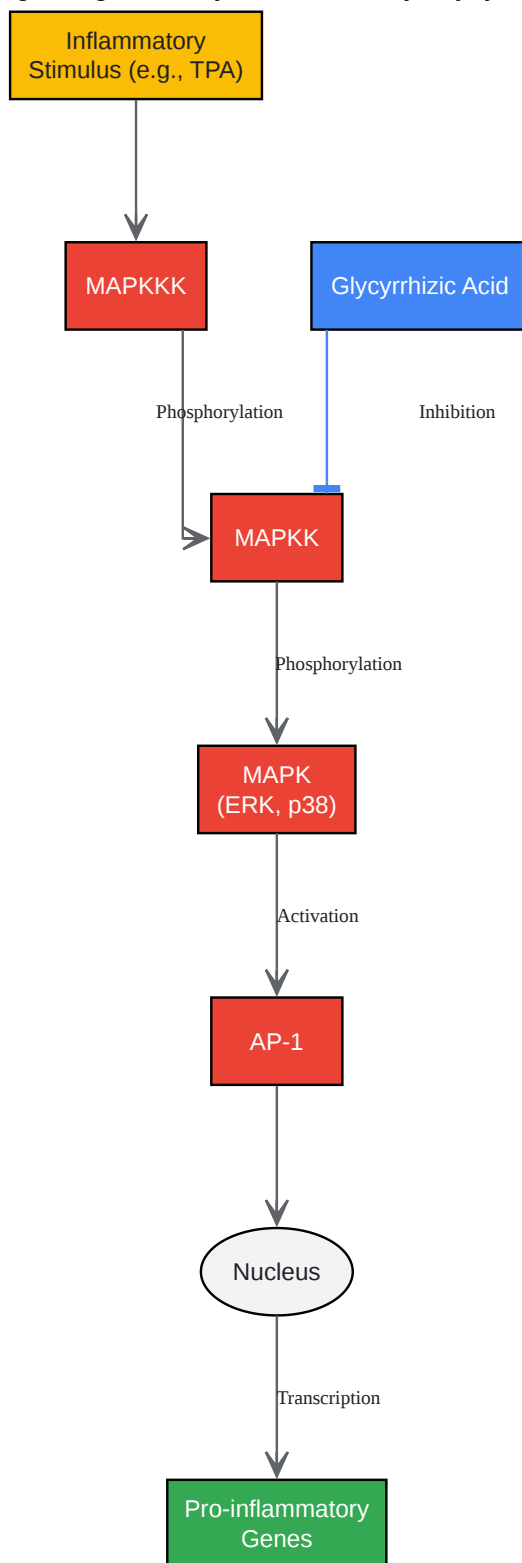 Inflammatory
Stimulus (e.g., TPA)
MAPKKK
Glycyrrhizic Acid
Phosphorylation
Inhibition
MAPKK
Phosphorylation
MAPK
(ERK, p38)
Activation
AP-1
Nucleus
Transcription
Pro-inflammatory
Genes